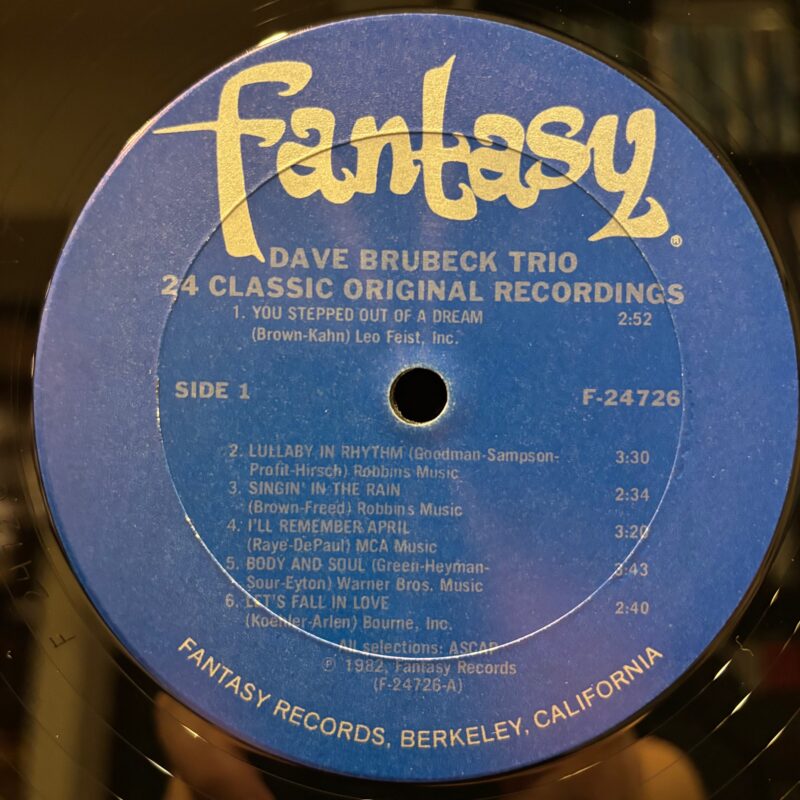 fantasy®
DAVE BRUBECK TRIO
24 CLASSIC ORIGINAL RECORDINGS
1. YOU STEPPED OUT OF A DREAM 2:52
(Brown-Kahn) Leo Feist, Inc.
SIDE 1 F-24726
2. LULLABY IN RHYTHM (Goodman-Sampson- 3:30
Profit-Hirsch) Robbins Music
3. SINGIN' IN THE RAIN 2:34
(Brown-Freed) Robbins Music
4. I'LL REMEMBER APRIL 3:20
(Raye-DePaul) MCA Music
5. BODY AND SOUL (Green-Heyman- 3:43
Sour-Eyton) Warner Bros. Music
6. LET'S FALL IN LOVE 2:40
(Koehler-Arlen) Bourne, Inc.
All selections: ASCAP
℗ 1982, Fantasy Records
(F-24726-A)
FANTASY RECORDS, BERKELEY, CALIFORNIA